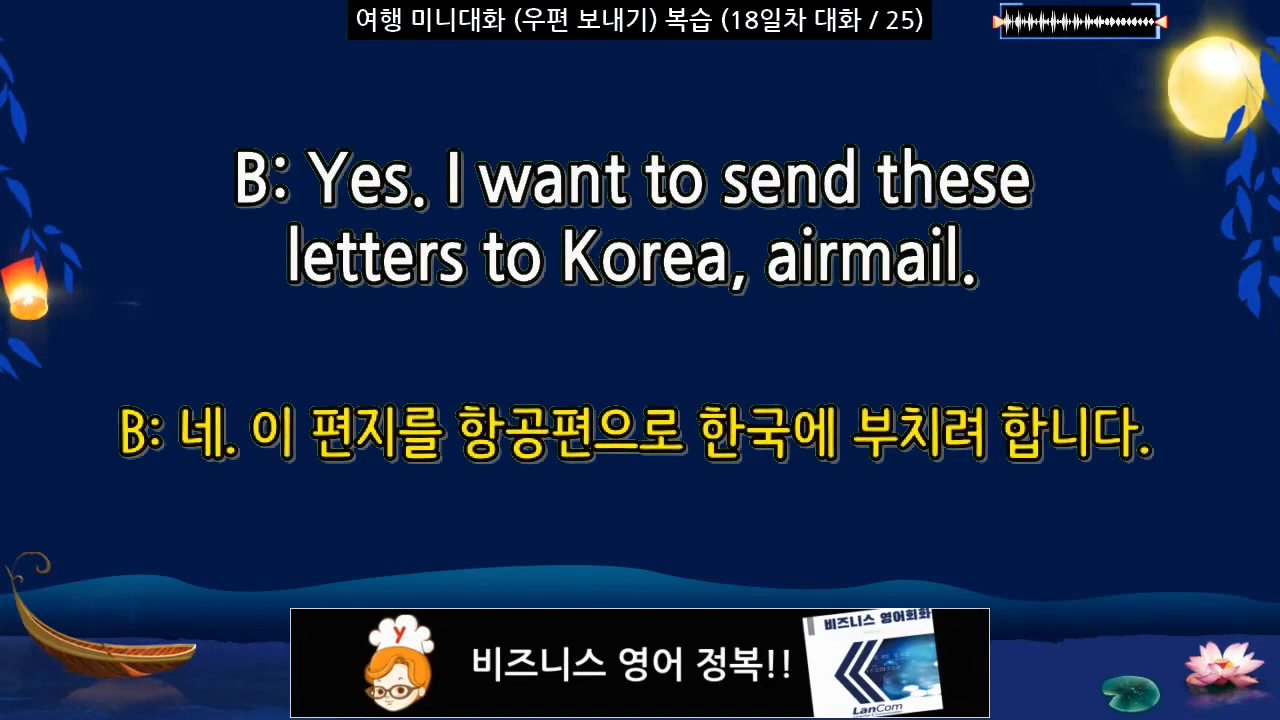 여행 미니대화 (우편 보내기) 복습 (18일차 대화 / 25)
B: Yes. I want to send these
letters to Korea, airmail.
B: 네. 이 편지를 항공편으로 한국에 부치려 합니다.
Y
비즈니스 영어 정복!!
비즈니스 영어회화
LanCom